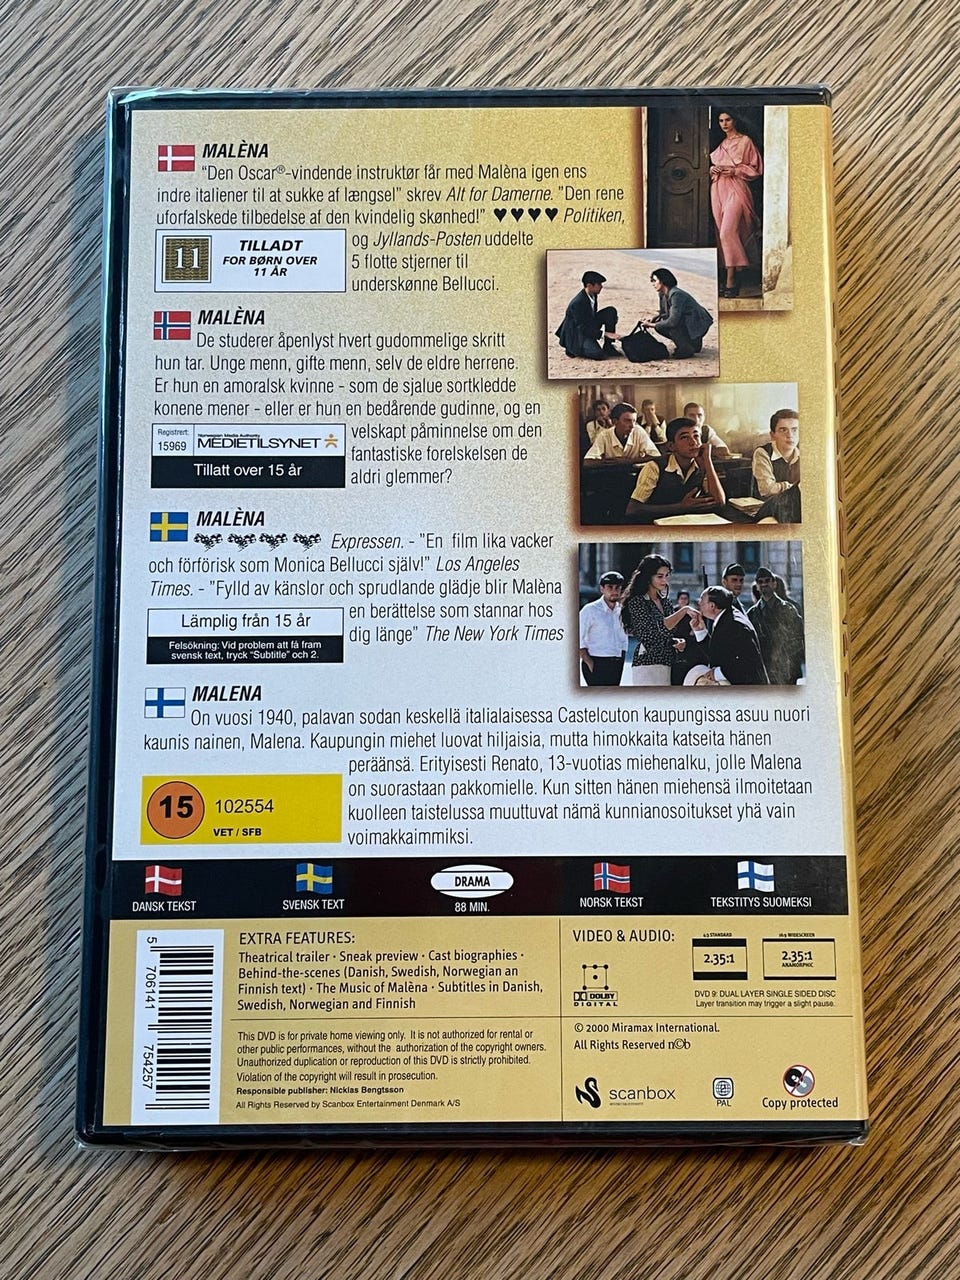 MALÈNA
"Den Oscar®-vindende instruktør får med Malèna igen ens
indre italiener til at sukke af længsel" skrev Alt for Damerne. "Den rene
uforfalskede tilbedelse af den kvindelig skønhed!" ♥♥♥♥ Politiken,
og Jyllands-Posten uddelte
5 flotte stjerner til
underskønne Bellucci.
11
TILLADT
FOR BØRN OVER
11 ÅR
MALÈNA
De studerer åpenlyst hvert gudommelige skritt
hun tar. Unge menn, gifte menn, selv de eldre herrene.
Er hun en amoralsk kvinne - som de sjalue sortkledde
konene mener - eller er hun en bedårende gudinne, og en
velskapt påminnelse om den
fantastiske forelskelsen de
aldri glemmer?
Registrert:
15969
Norwegian Media Authority
MEDIETILSYNET
Tillatt over 15 år
MALÈNA
Expressen. - "En film lika vacker
och förförisk som Monica Bellucci själv!" Los Angeles
Times. - "Fylld av känslor och sprudlande glädje blir Malèna
en berättelse som stannar hos
dig länge" The New York Times
Lämplig från 15 år
Felsökning: Vid problem att få fram
svensk text, tryck "Subtitle" och 2.
MALENA
On vuosi 1940, palavan sodan keskellä italialaisessa Castelcuton kaupungissa asuu nuori
kaunis nainen, Malena. Kaupungin miehet luovat hiljaisia, mutta himokkaita katseita hänen
peräänsä. Erityisesti Renato, 13-vuotias miehenalku, jolle Malena
on suorastaan pakkomielle. Kun sitten hänen miehensä ilmoitetaan
kuolleen taistelussa muuttuvat nämä kunnianosoitukset yhä vain
voimakkaimmiksi.
15
102554
VET / SFB
DANSK TEKST
SVENSK TEXT
DRAMA
88 MIN.
NORSK TEKST
TEKSTITYS SUOMEKSI
5 706141 754257
EXTRA FEATURES:
Theatrical trailer · Sneak preview · Cast biographies ·
Behind-the-scenes (Danish, Swedish, Norwegian an
Finnish text) · The Music of Malèna · Subtitles in Danish,
Swedish, Norwegian and Finnish
This DVD is for private home viewing only. It is not authorized for rental or
other public performances, without the authorization of the copyright owners.
Unauthorized duplication or reproduction of this DVD is strictly prohibited.
Violation of the copyright will result in prosecution.
Responsible publisher: Nicklas Bengtsson
All Rights Reserved by Scanbox Entertainment Denmark A/S
VIDEO & AUDIO:
DOLBY
DIGITAL
4:3 STANDARD
2.35:1
16:9 WIDESCREEN
2.35:1
ANAMORPHIC
DVD 9: DUAL LAYER SINGLE SIDED DISC
Layer transition may trigger a slight pause.
© 2000 Miramax International.
All Rights Reserved n©b
scanbox
PAL
Copy protected